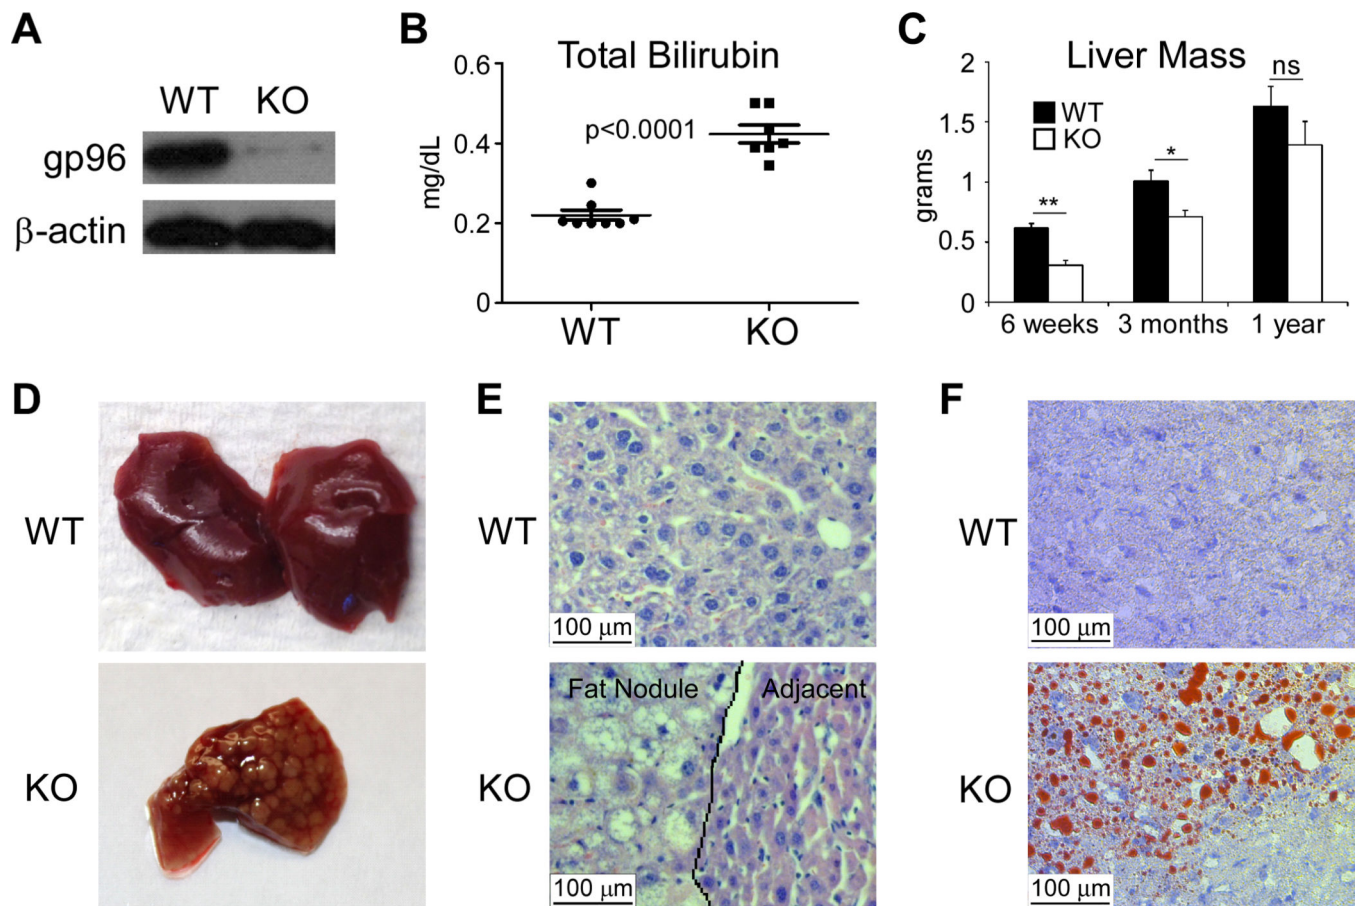 A
WT KO
gp96
β-actin
B
Total Bilirubin
0.6
0.4
0.2
0
mg/dL
p<0.0001
WT KO
C
Liver Mass
2
1.5
1
0.5
0
grams
WT
KO
**
*
ns
6 weeks 3 months 1 year
D
WT
KO
E
WT
100 μm
KO
Fat Nodule Adjacent
100 μm
F
WT
100 μm
KO
100 μm